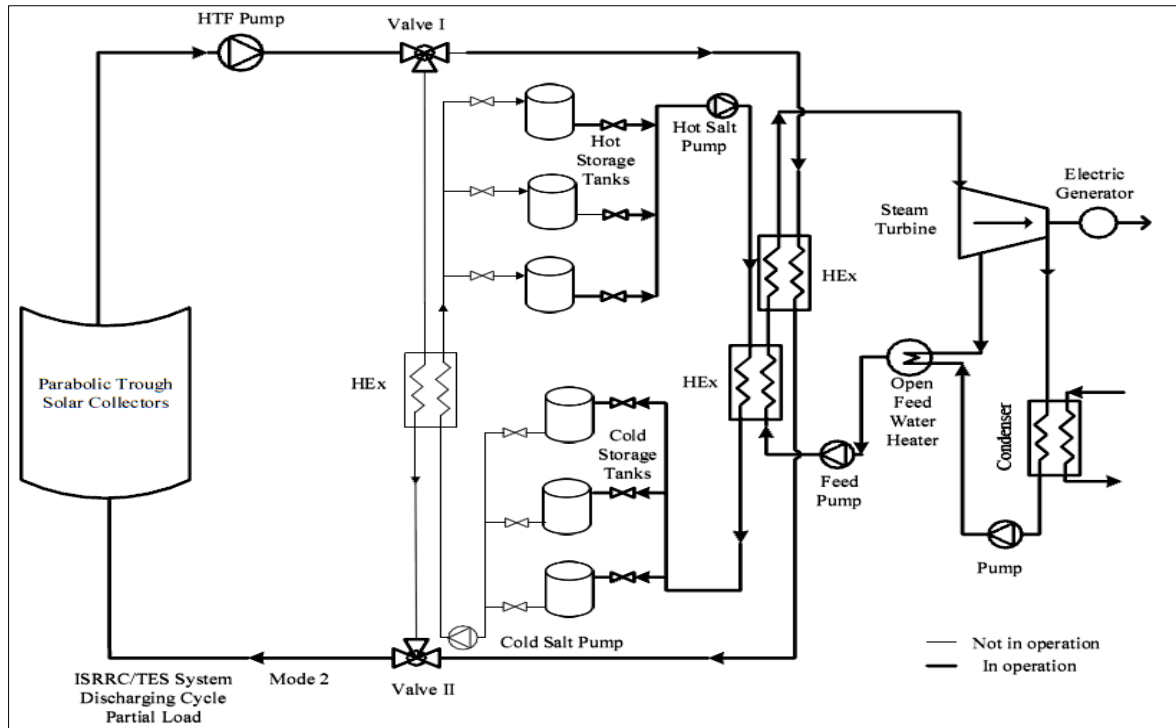 HTF Pump
Valve I
Hot
Storage
Tanks
Hot Salt
Pump
Electric
Generator
Steam
Turbine
HEx
Parabolic Trough
Solar Collectors
HEx
HEx
Open
Feed
Water
Heater
Cold
Storage
Tanks
Condenser
Feed
Pump
Pump
Cold Salt Pump
Not in operation
In operation
ISRRC/TES System
Discharging Cycle
Partial Load
Mode 2
Valve II